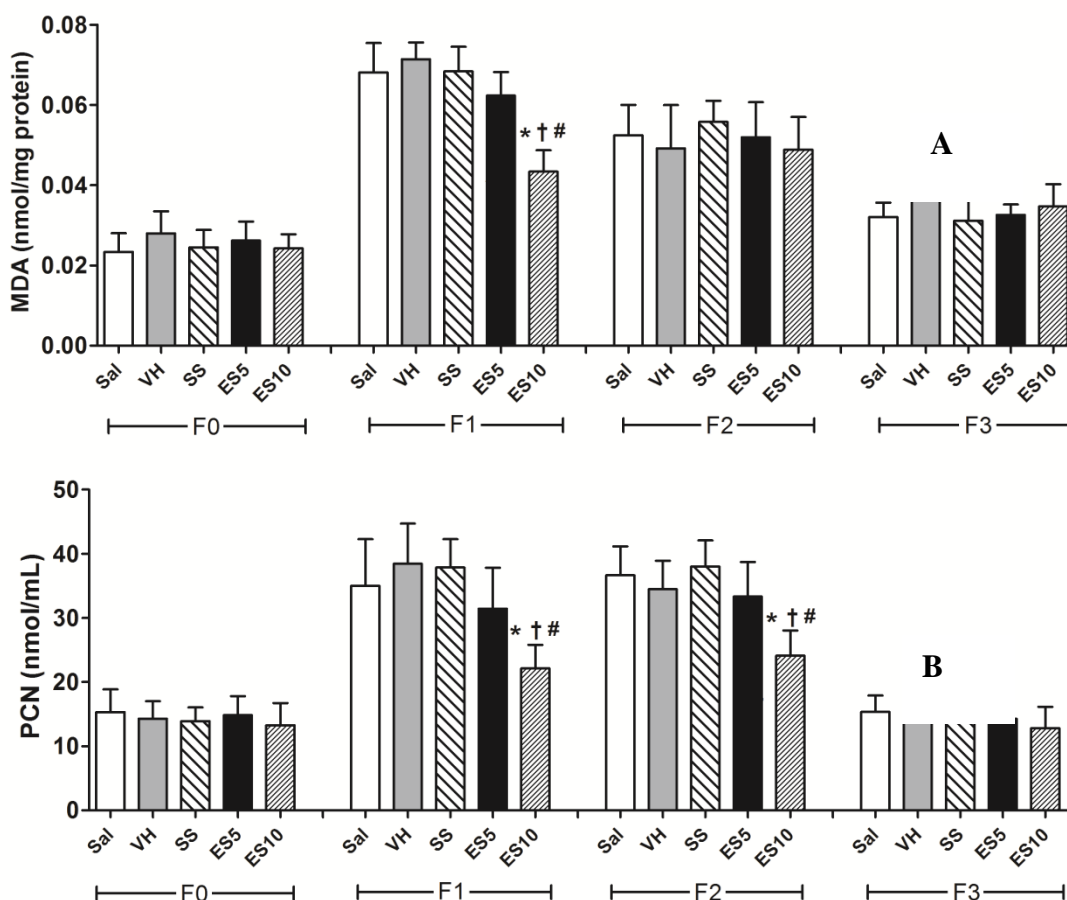 MDA (nmol/mg protein)
0.08
0.06
0.04
0.02
0.00
* † #
A
Sal VH SS ES5 ES10 Sal VH SS ES5 ES10 Sal VH SS ES5 ES10 Sal VH SS ES5 ES10
F0 F1 F2 F3
PCN (nmol/mL)
50
40
30
20
10
0
* † # * † #
B
Sal VH SS ES5 ES10 Sal VH SS ES5 ES10 Sal VH SS ES5 ES10 Sal VH SS ES5 ES10
F0 F1 F2 F3